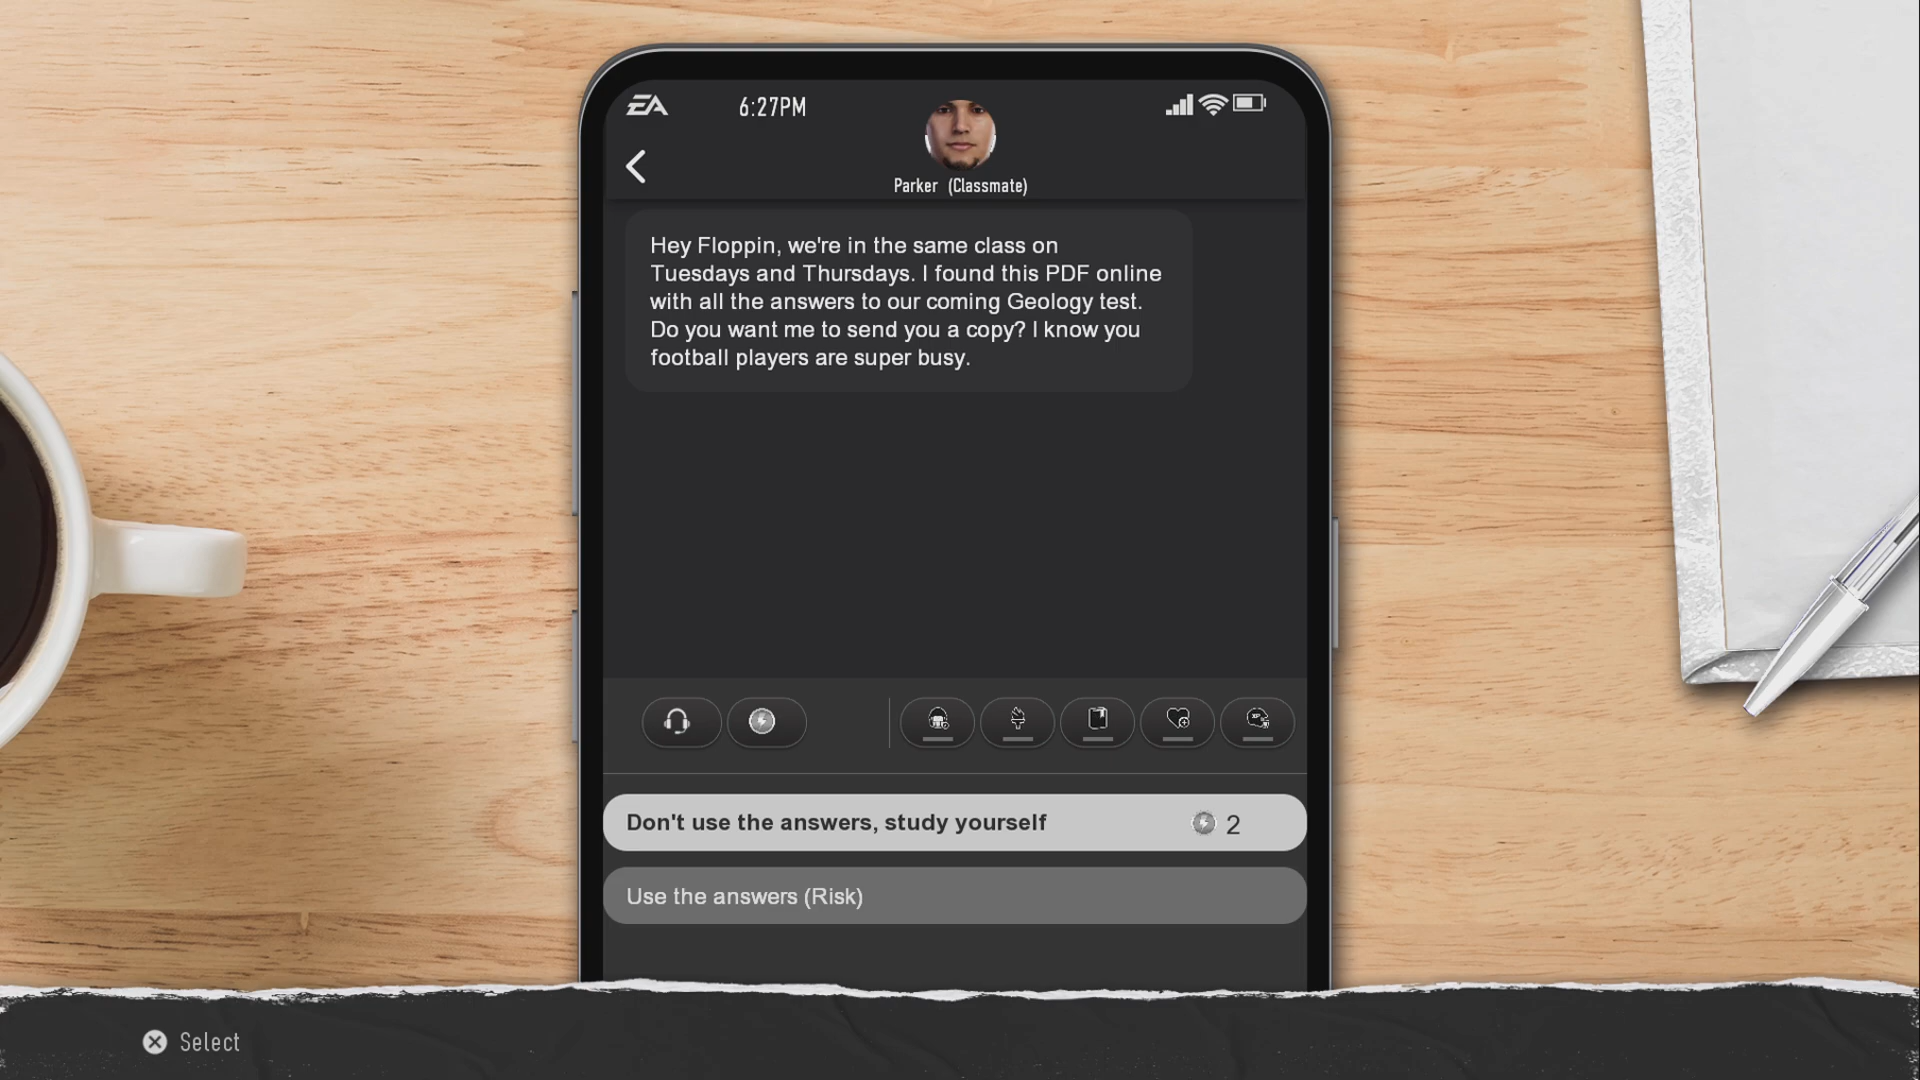 EA
6:27PM
Parker (Classmate)
Hey Floppin, we're in the same class on
Tuesdays and Thursdays. I found this PDF online
with all the answers to our coming Geology test.
Do you want me to send you a copy? I know you
football players are super busy.
XP
Don't use the answers, study yourself 2
Use the answers (Risk)
Select